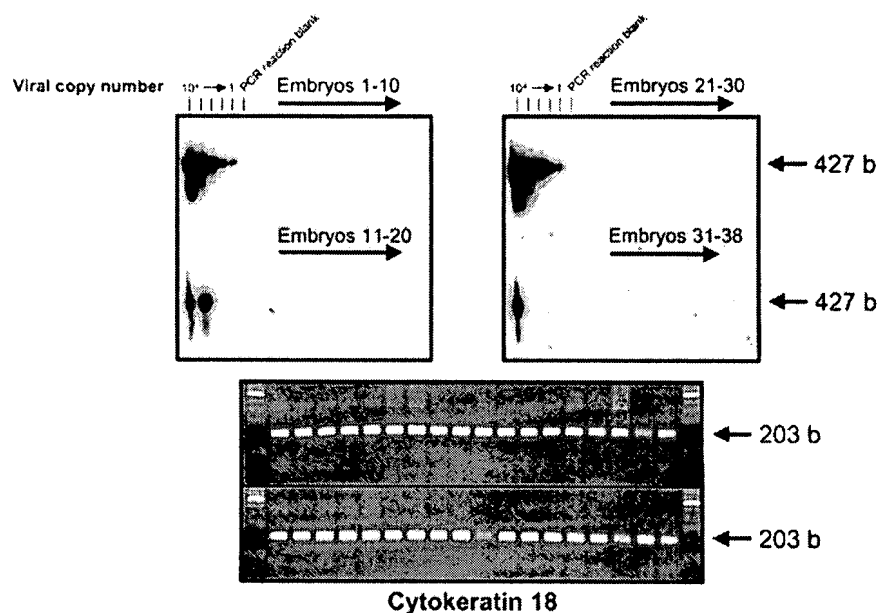 PCR reaction blank
PCR reaction blank
Viral copy number 10⁴ → 1 Embryos 1-10
10⁴ → 1 Embryos 21-30
427 b
Embryos 11-20
Embryos 31-38
427 b
203 b
203 b
Cytokeratin 18